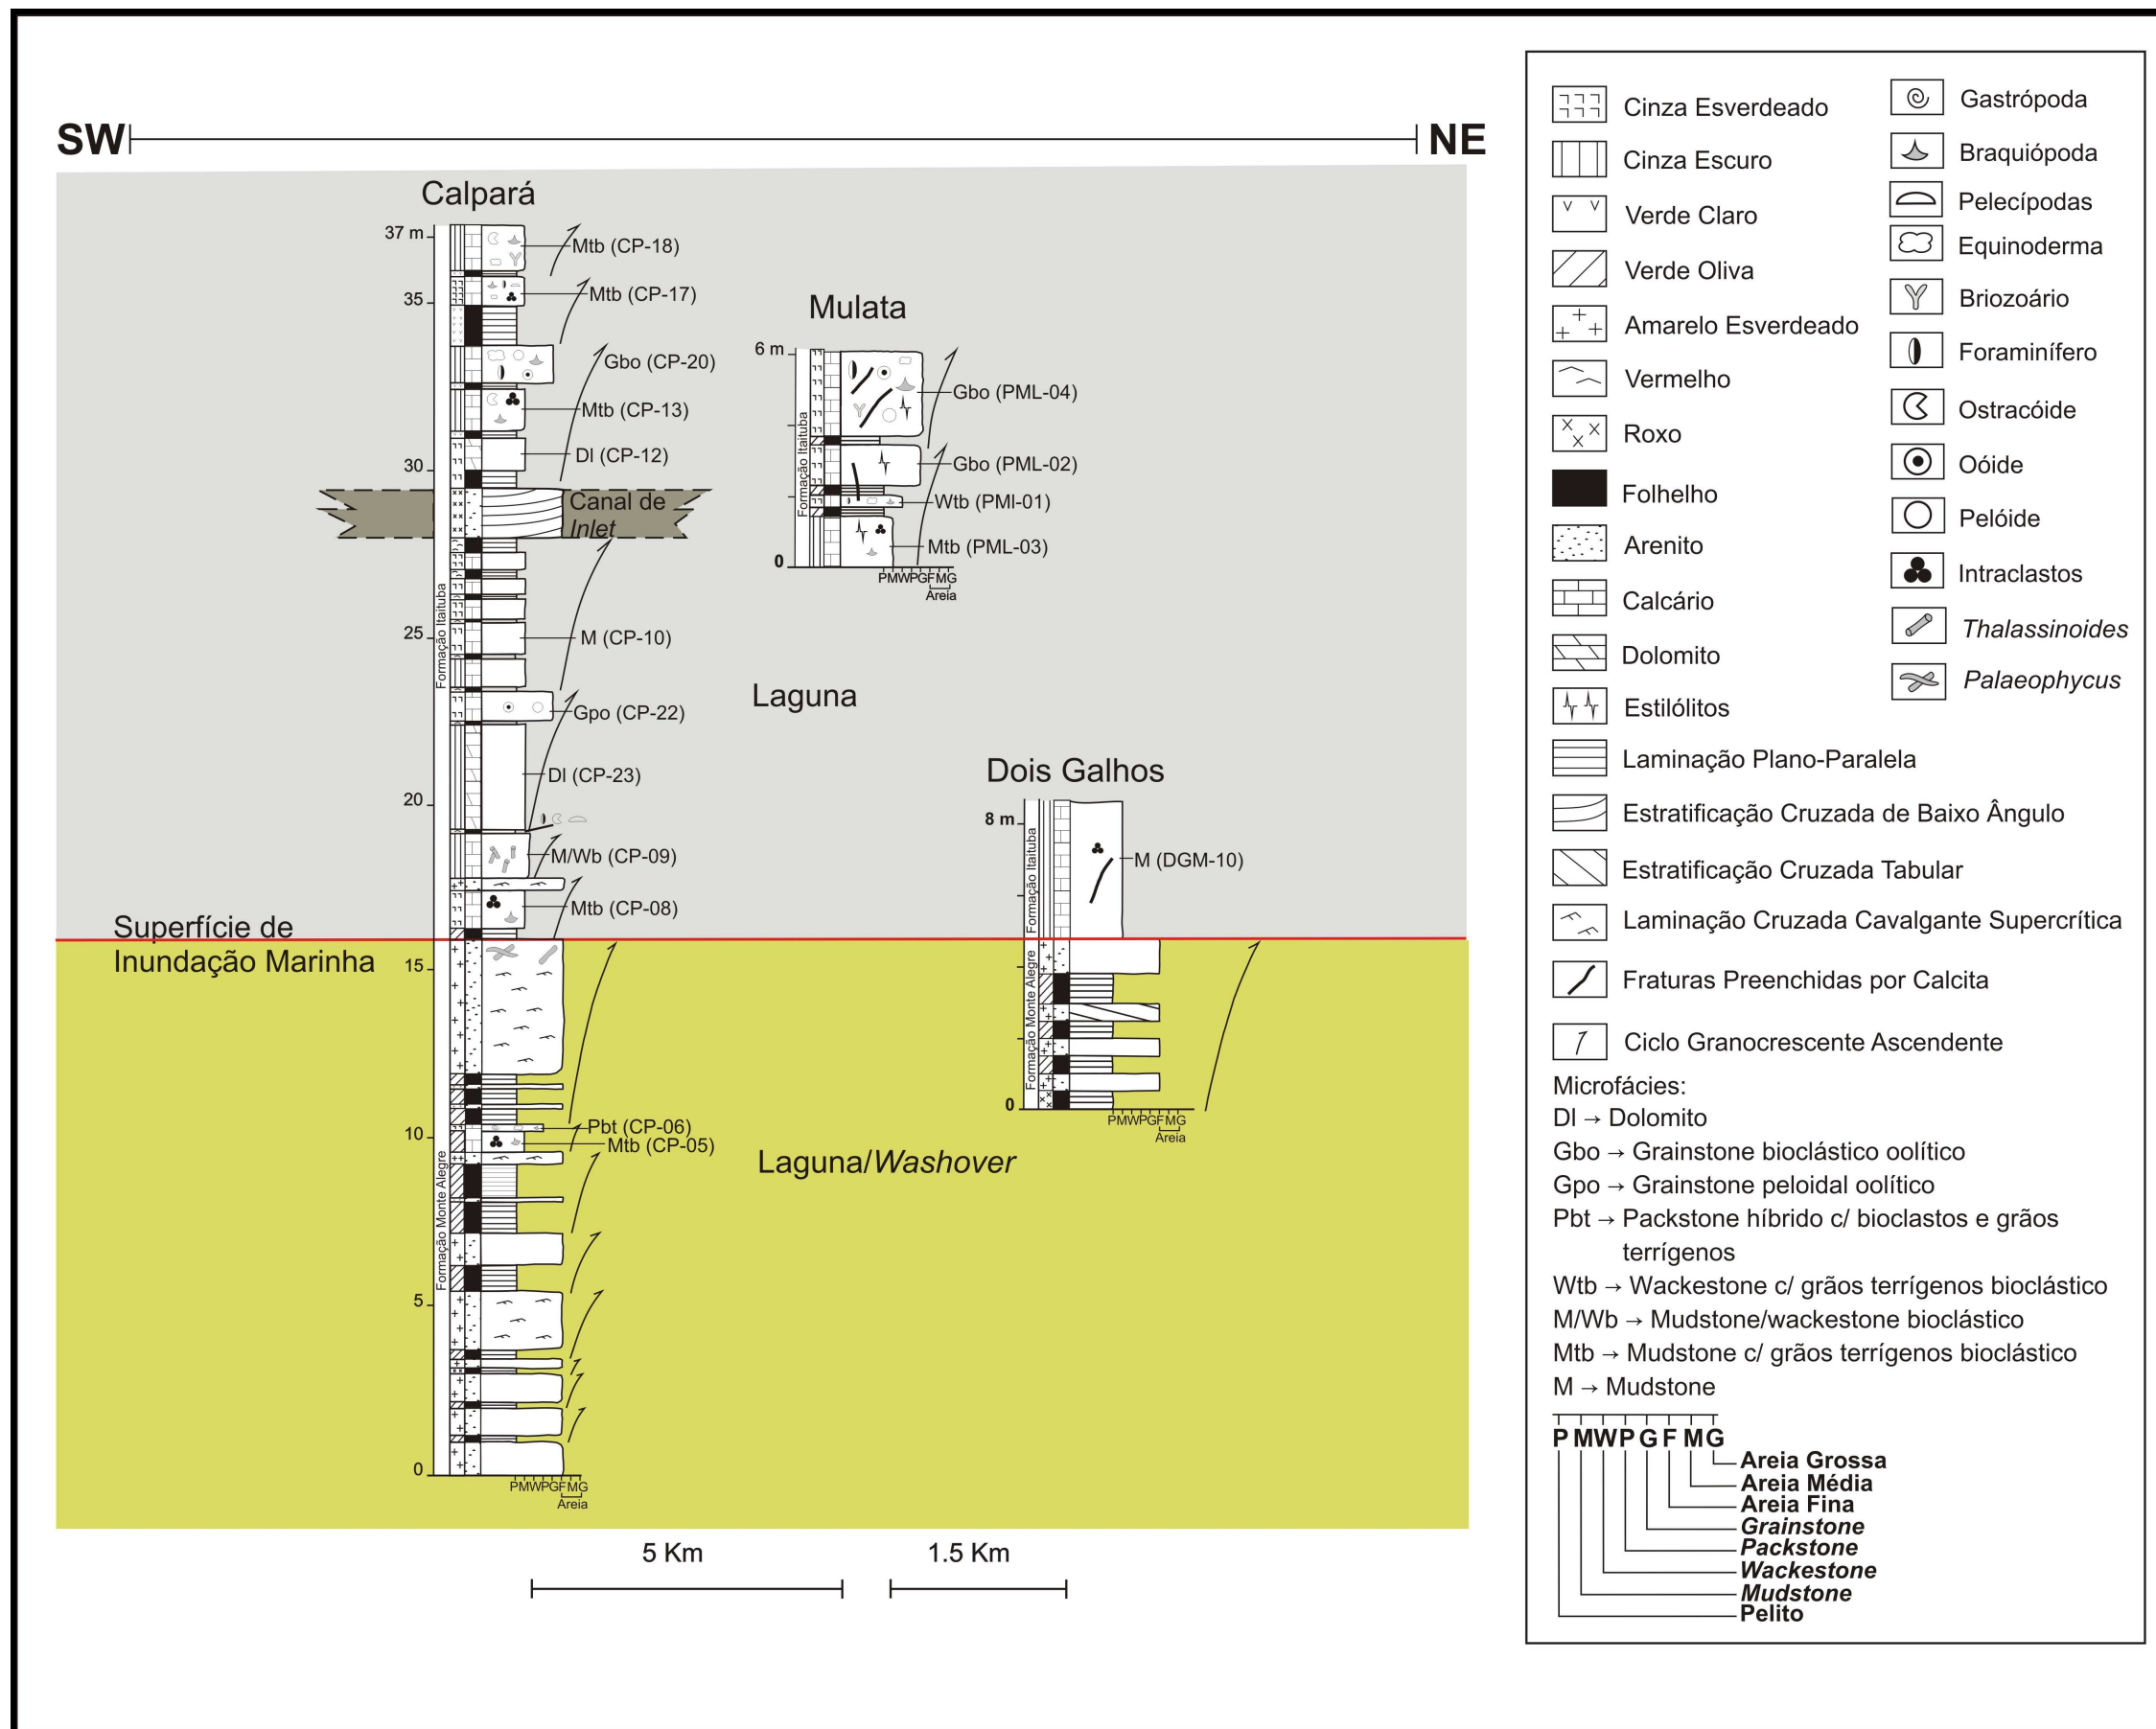 SW
NE
Calpará
37 m
35
30
25
20
15
10
5
0
Formação Itaituba
Formação Monte Alegre
Mtb (CP-18)
Mtb (CP-17)
Gbo (CP-20)
Mtb (CP-13)
Dl (CP-12)
Canal de
Inlet
M (CP-10)
Gpo (CP-22)
Dl (CP-23)
M/Wb (CP-09)
Mtb (CP-08)
Pbt (CP-06)
Mtb (CP-05)
PMWPGFMG
Areia
Mulata
6 m
0
Formação Itaituba
Gbo (PML-04)
Gbo (PML-02)
Wtb (PMl-01)
Mtb (PML-03)
PMWPGFMG
Areia
Laguna
Dois Galhos
8 m
0
Formação Itaituba
Formação Monte Alegre
M (DGM-10)
PMWPGFMG
Areia
Superfície de
Inundação Marinha
Laguna/Washover
5 Km
1.5 Km
Cinza Esverdeado
Cinza Escuro
Verde Claro
Verde Oliva
Amarelo Esverdeado
Vermelho
Roxo
Folhelho
Arenito
Calcário
Dolomito
Estilólitos
Laminação Plano-Paralela
Estratificação Cruzada de Baixo Ângulo
Estratificação Cruzada Tabular
Laminação Cruzada Cavalgante Supercrítica
Fraturas Preenchidas por Calcita
Ciclo Granocrescente Ascendente
Gastrópoda
Braquiópoda
Pelecípodas
Equinoderma
Briozoário
Foraminífero
Ostracóide
Oóide
Pelóide
Intraclastos
Thalassinoides
Palaeophycus
Microfácies:
Dl → Dolomito
Gbo → Grainstone bioclástico oolítico
Gpo → Grainstone peloidal oolítico
Pbt → Packstone híbrido c/ bioclastos e grãos
terrígenos
Wtb → Wackestone c/ grãos terrígenos bioclástico
M/Wb → Mudstone/wackestone bioclástico
Mtb → Mudstone c/ grãos terrígenos bioclástico
M → Mudstone
P M W P G F M G
Areia Grossa
Areia Média
Areia Fina
Grainstone
Packstone
Wackestone
Mudstone
Pelito